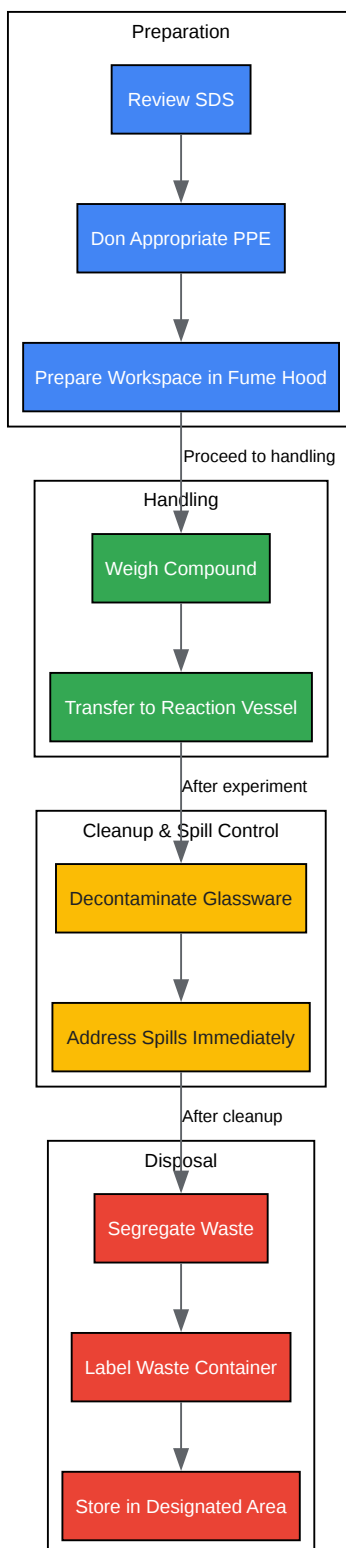 Preparation
Review SDS
Don Appropriate PPE
Prepare Workspace in Fume Hood
Proceed to handling
Handling
Weigh Compound
Transfer to Reaction Vessel
After experiment
Cleanup & Spill Control
Decontaminate Glassware
Address Spills Immediately
After cleanup
Disposal
Segregate Waste
Label Waste Container
Store in Designated Area